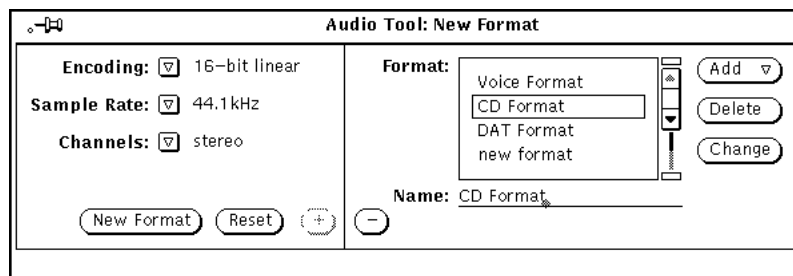 Audio Tool: New Format
Encoding: 16-bit linear
Sample Rate: 44.1kHz
Channels: stereo
New Format Reset +
Format:
Voice Format
CD Format
DAT Format
new format
Name: CD Format
−
Add
Delete
Change